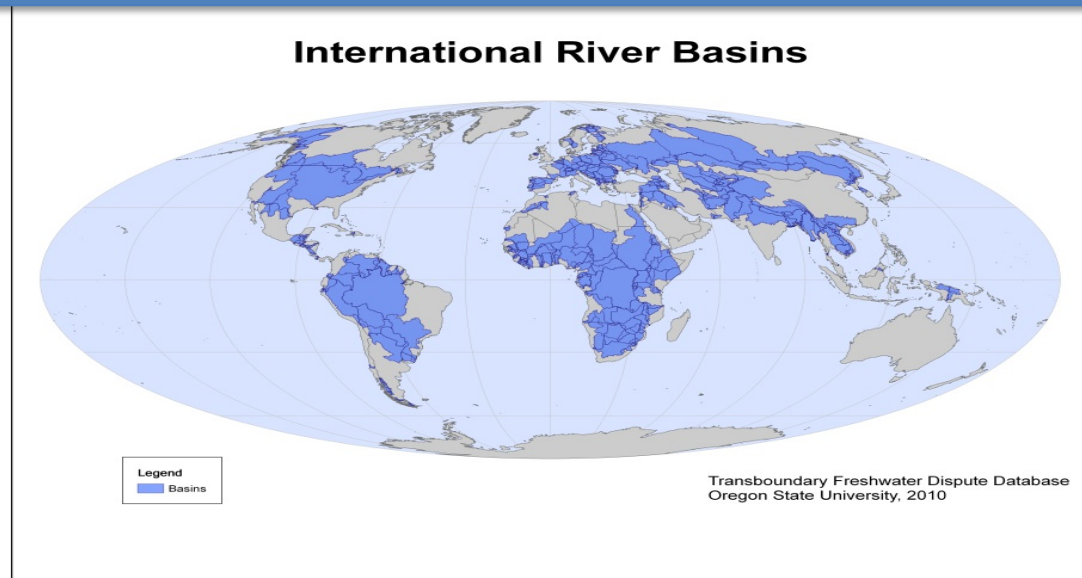 International River Basins
Legend
Basins
Transboundary Freshwater Dispute Database
Oregon State University, 2010